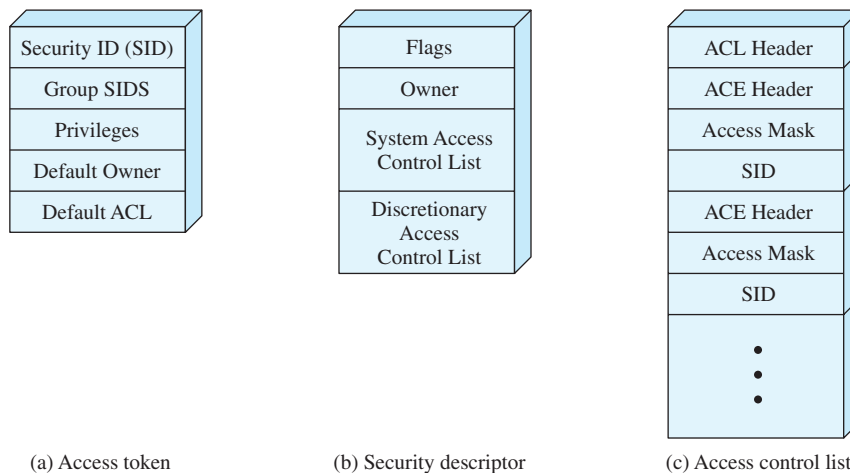 Security ID (SID)
Group SIDS
Privileges
Default Owner
Default ACL
(a) Access token
Flags
Owner
System Access
Control List
Discretionary
Access
Control List
(b) Security descriptor
ACL Header
ACE Header
Access Mask
SID
ACE Header
Access Mask
SID
(c) Access control list